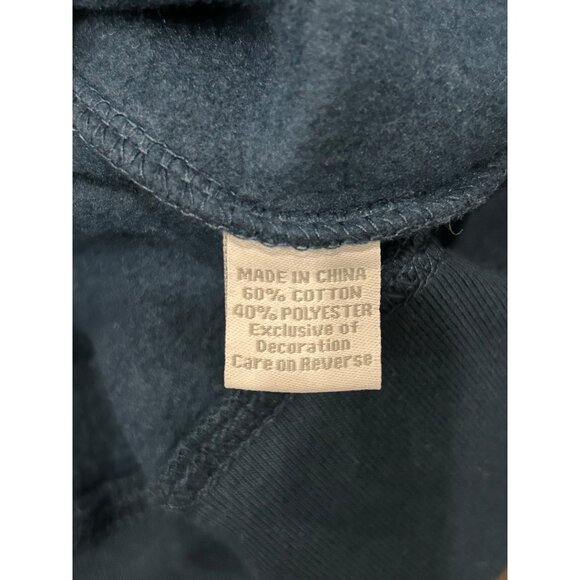 MADE IN CHINA
60% COTTON
40% POLYESTER
Exclusive of
Decoration
Care on Reverse